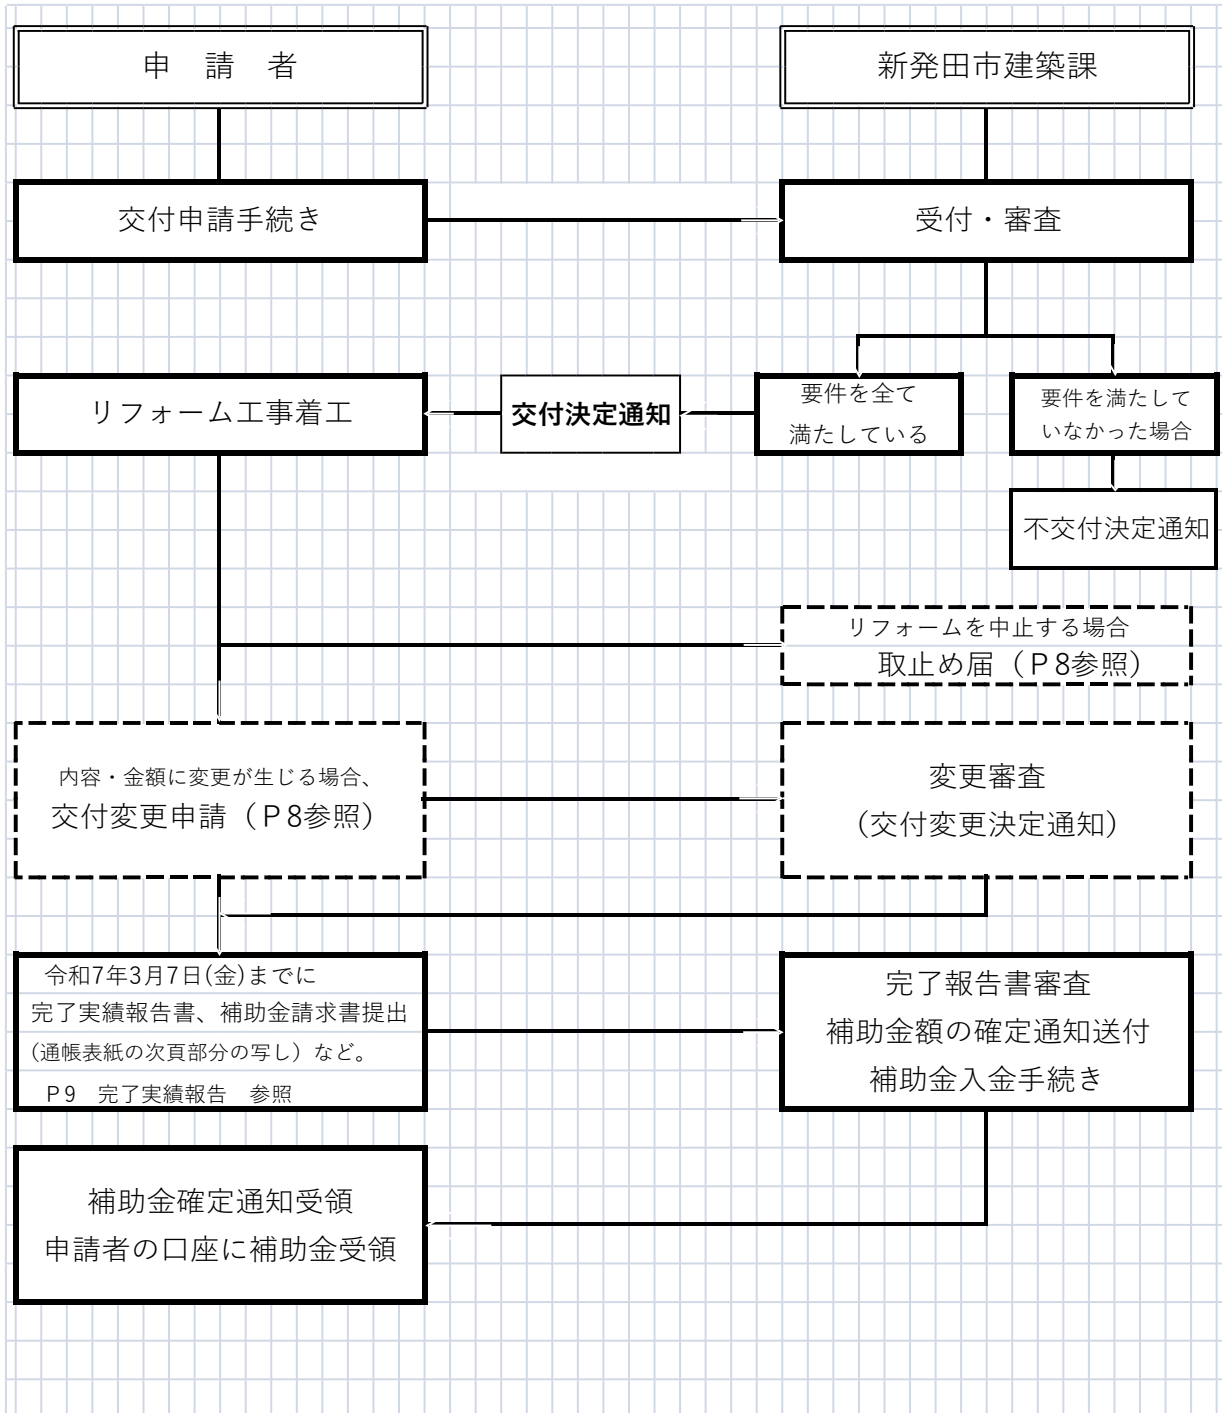 申　請　者
新発田市建築課
交付申請手続き
受付・審査
リフォーム工事着工
交付決定通知
要件を全て
満たしている
要件を満たして
いなかった場合
不交付決定通知
リフォームを中止する場合
取止め届（Ｐ8参照）
内容・金額に変更が生じる場合、
交付変更申請（Ｐ8参照）
変更審査
（交付変更決定通知）
令和7年3月7日(金)までに
完了実績報告書、補助金請求書提出
（通帳表紙の次頁部分の写し）など。
Ｐ9　完了実績報告　参照
完了報告書審査
補助金額の確定通知送付
補助金入金手続き
補助金確定通知受領
申請者の口座に補助金受領